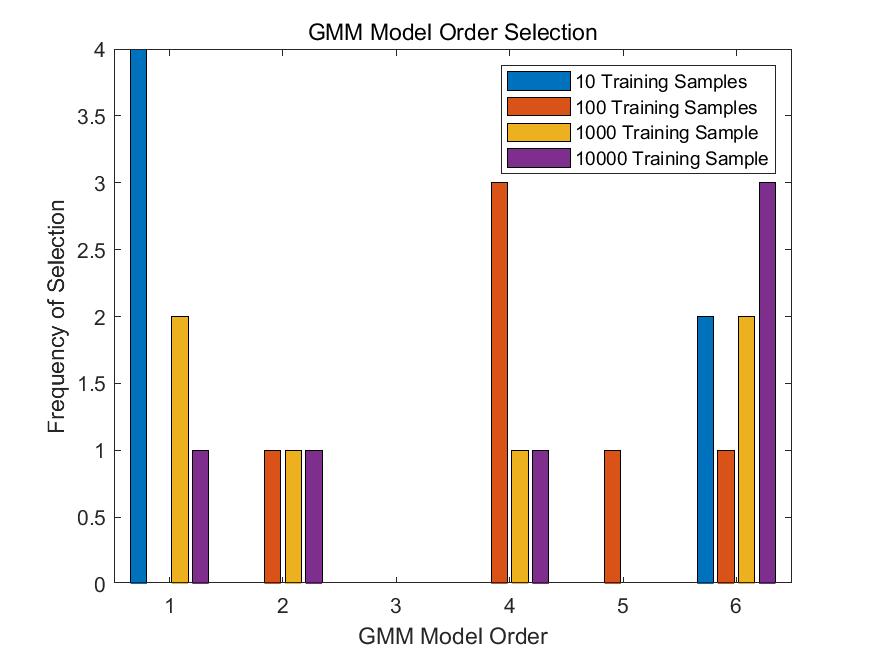 GMM Model Order Selection
4
3.5
3
2.5
2
1.5
1
0.5
0
Frequency of Selection
10 Training Samples
100 Training Samples
1000 Training Sample
10000 Training Sample
1 2 3 4 5 6
GMM Model Order